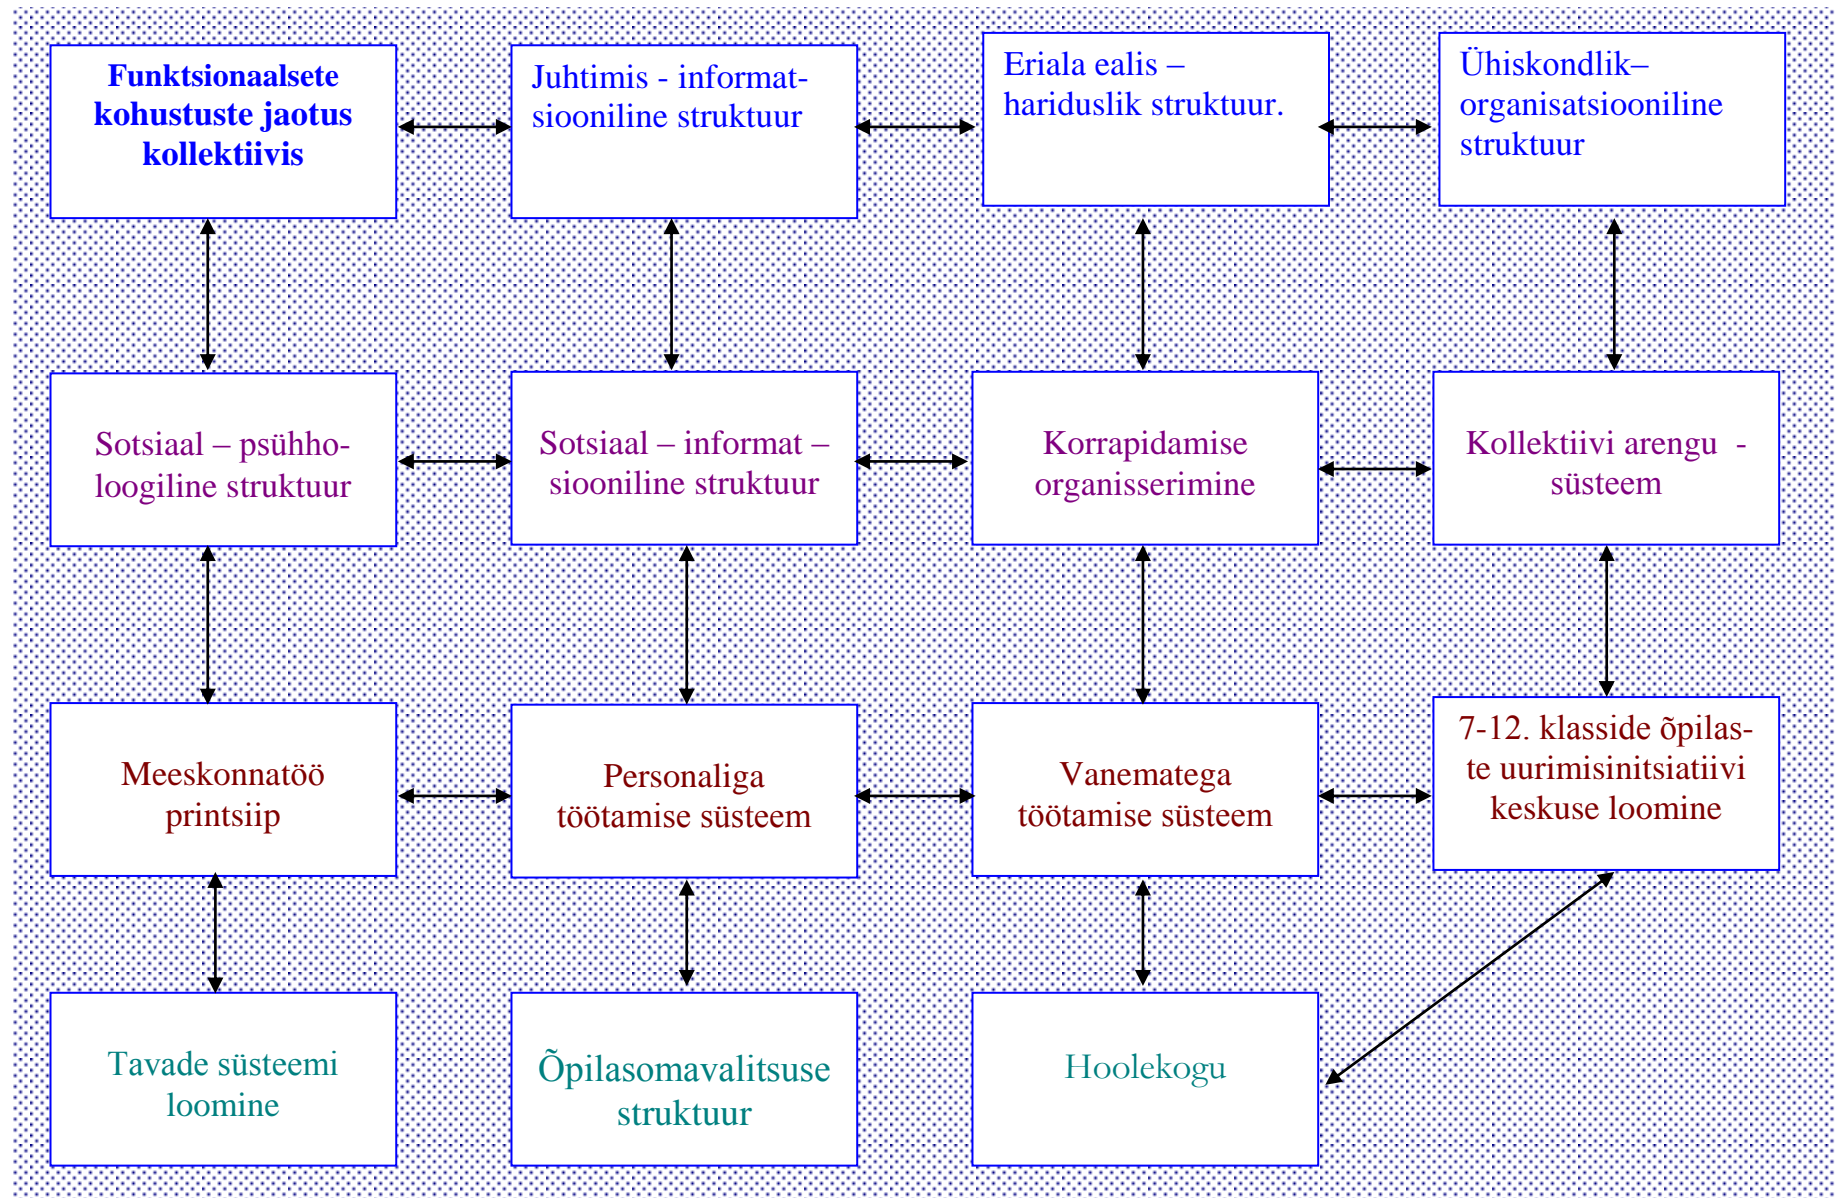 Funktsionaalsete
kohustuste jaotus
kollektiivis
Juhtimis - informat-
siooniline struktuur
Eriala ealis –
hariduslik struktuur.
Ühiskondlik–
organisatsiooniline
struktuur
Sotsiaal – psühho-
loogiline struktuur
Sotsiaal – informat –
siooniline struktuur
Korrapidamise
organisserimine
Kollektiivi arengu -
süsteem
Meeskonnatöö
printsiip
Personaliga
töötamise süsteem
Vanematega
töötamise süsteem
7-12. klasside õpilas-
te uurimisinitsiatiivi
keskuse loomine
Tavade süsteemi
loomine
Õpilasomavalitsuse
struktuur
Hoolekogu